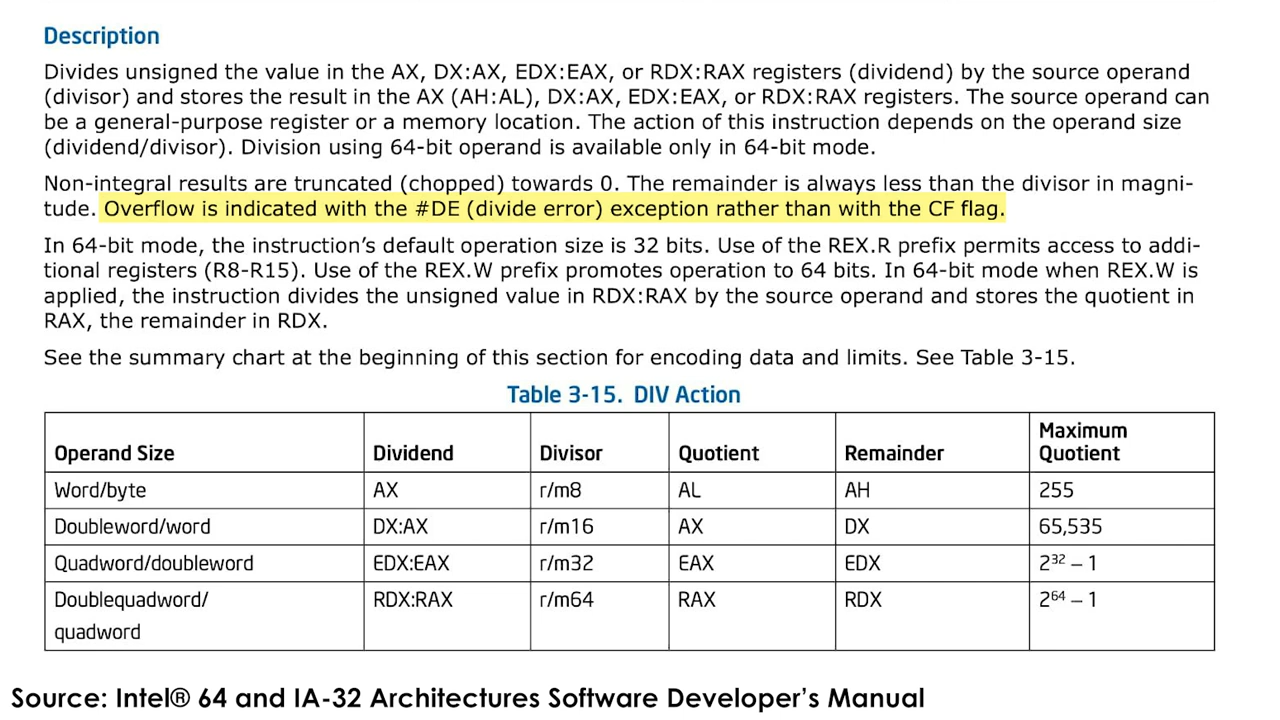 Description
Divides unsigned the value in the AX, DX:AX, EDX:EAX, or RDX:RAX registers (dividend) by the source operand
(divisor) and stores the result in the AX (AH:AL), DX:AX, EDX:EAX, or RDX:RAX registers. The source operand can
be a general-purpose register or a memory location. The action of this instruction depends on the operand size
(dividend/divisor). Division using 64-bit operand is available only in 64-bit mode.
Non-integral results are truncated (chopped) towards 0. The remainder is always less than the divisor in magni-
tude. Overflow is indicated with the #DE (divide error) exception rather than with the CF flag.
In 64-bit mode, the instruction’s default operation size is 32 bits. Use of the REX.R prefix permits access to addi-
tional registers (R8-R15). Use of the REX.W prefix promotes operation to 64 bits. In 64-bit mode when REX.W is
applied, the instruction divides the unsigned value in RDX:RAX by the source operand and stores the quotient in
RAX, the remainder in RDX.
See the summary chart at the beginning of this section for encoding data and limits. See Table 3-15.
Table 3-15. DIV Action
Operand Size Dividend Divisor Quotient Remainder Maximum Quotient
Word/byte AX r/m8 AL AH 255
Doubleword/word DX:AX r/m16 AX DX 65,535
Quadword/doubleword EDX:EAX r/m32 EAX EDX 2³² – 1
Doublequadword/ RDX:RAX r/m64 RAX RDX 2⁶⁴ – 1
quadword
Source: Intel® 64 and IA-32 Architectures Software Developer’s Manual